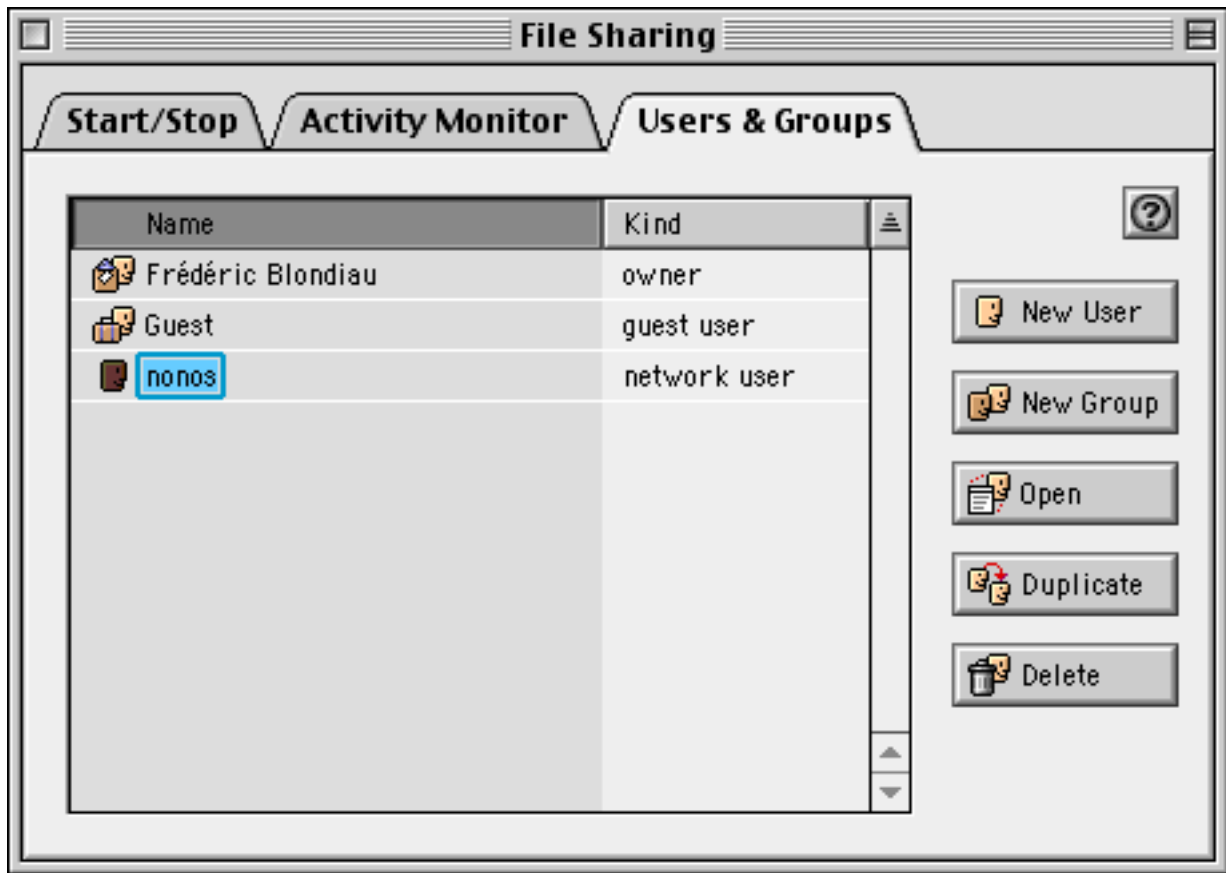 File Sharing
Start/Stop Activity Monitor Users & Groups
Name Kind
Frédéric Blondiau owner
Guest guest user
nonos network user
?
New User
New Group
Open
Duplicate
Delete